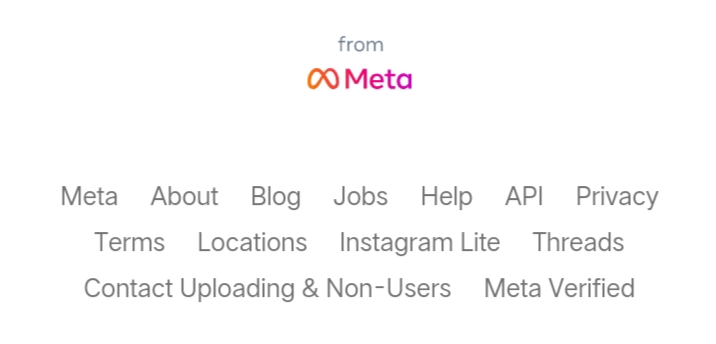 from
Meta
Meta About Blog Jobs Help API Privacy
Terms Locations Instagram Lite Threads
Contact Uploading & Non-Users Meta Verified